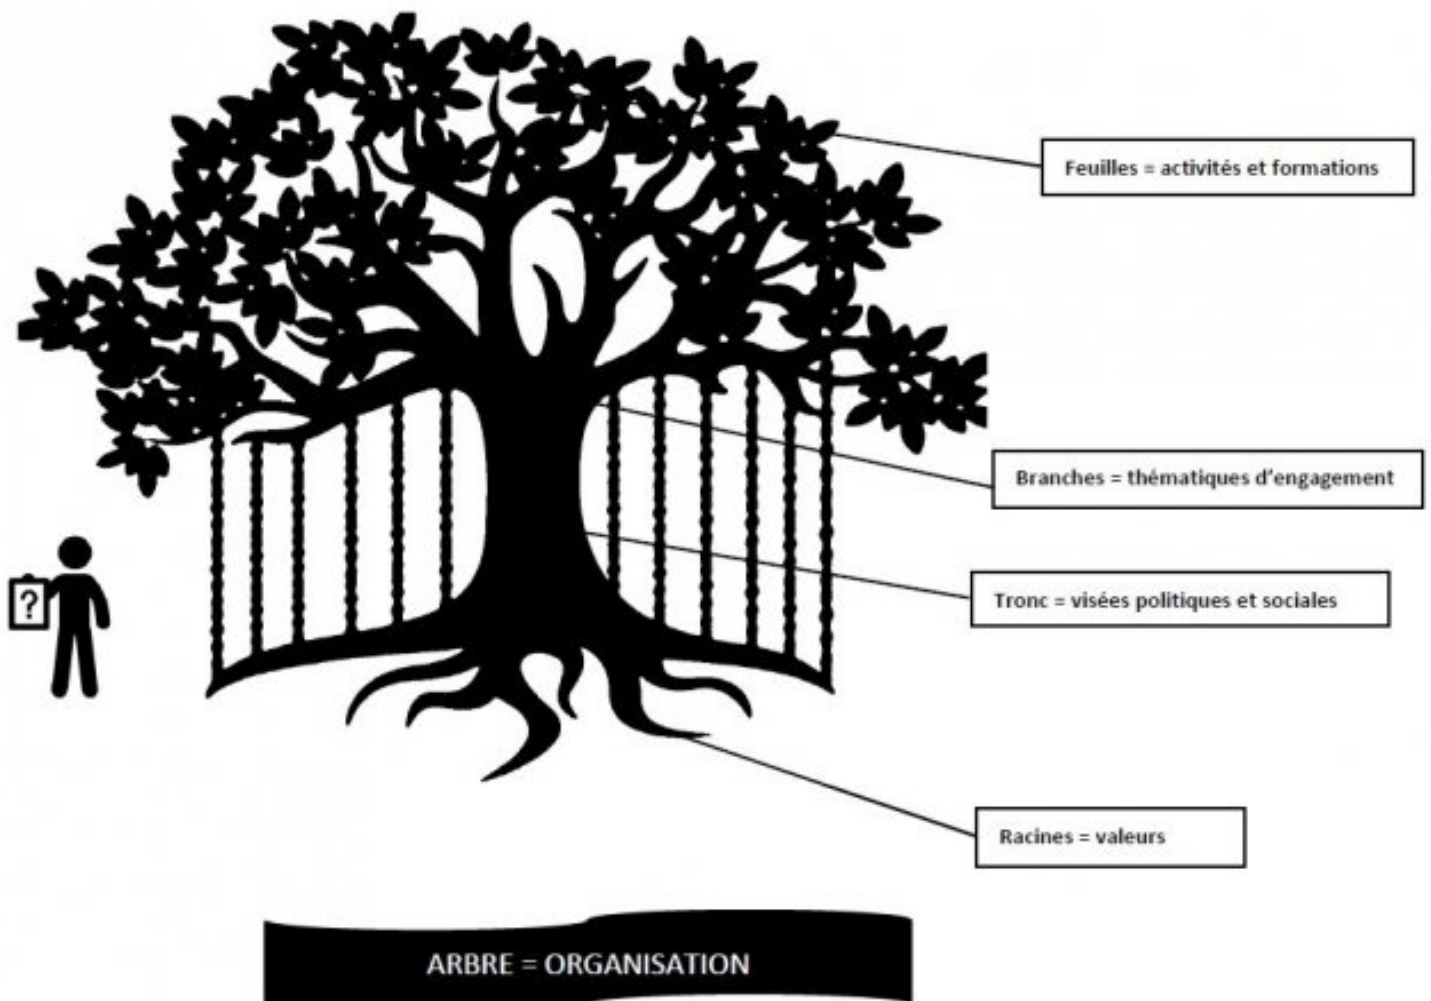 Feuilles = activités et formations
Branches = thématiques d'engagement
Tronc = visées politiques et sociales
?
Racines = valeurs
ARBRE = ORGANISATION